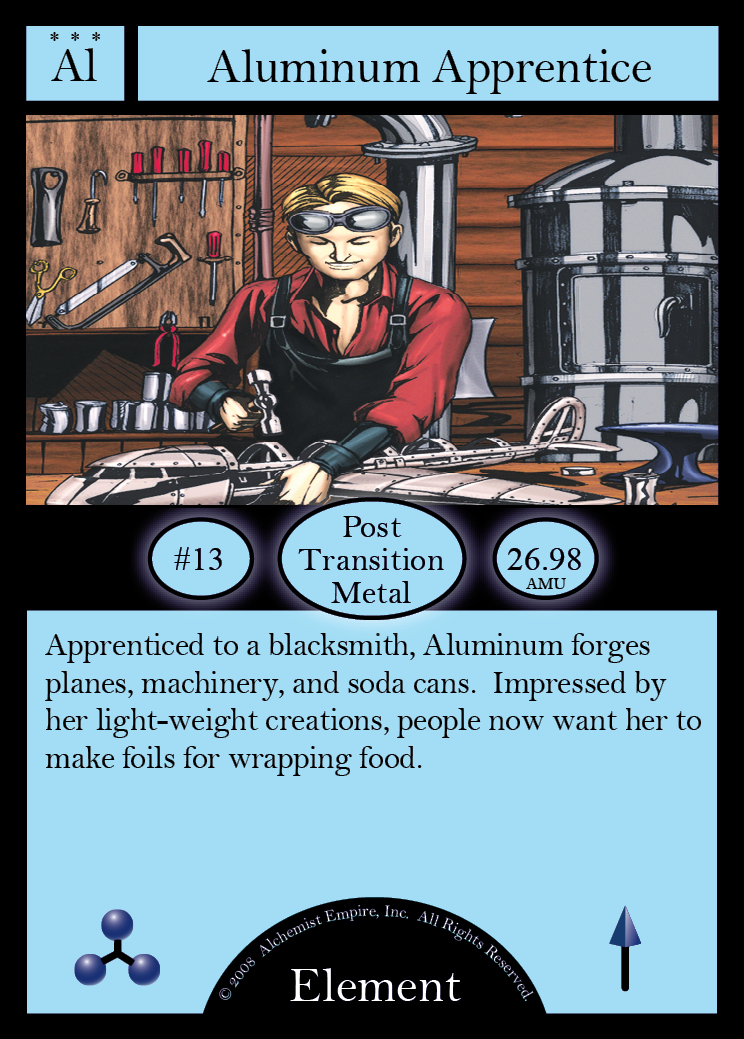 * * *
Al
Aluminum Apprentice
#13
Post
Transition
Metal
26.98
AMU
Apprenticed to a blacksmith, Aluminum forges
planes, machinery, and soda cans.  Impressed by
her light-weight creations, people now want her to
make foils for wrapping food.
© 2008 Alchemist Empire, Inc. All Rights Reserved.
Element